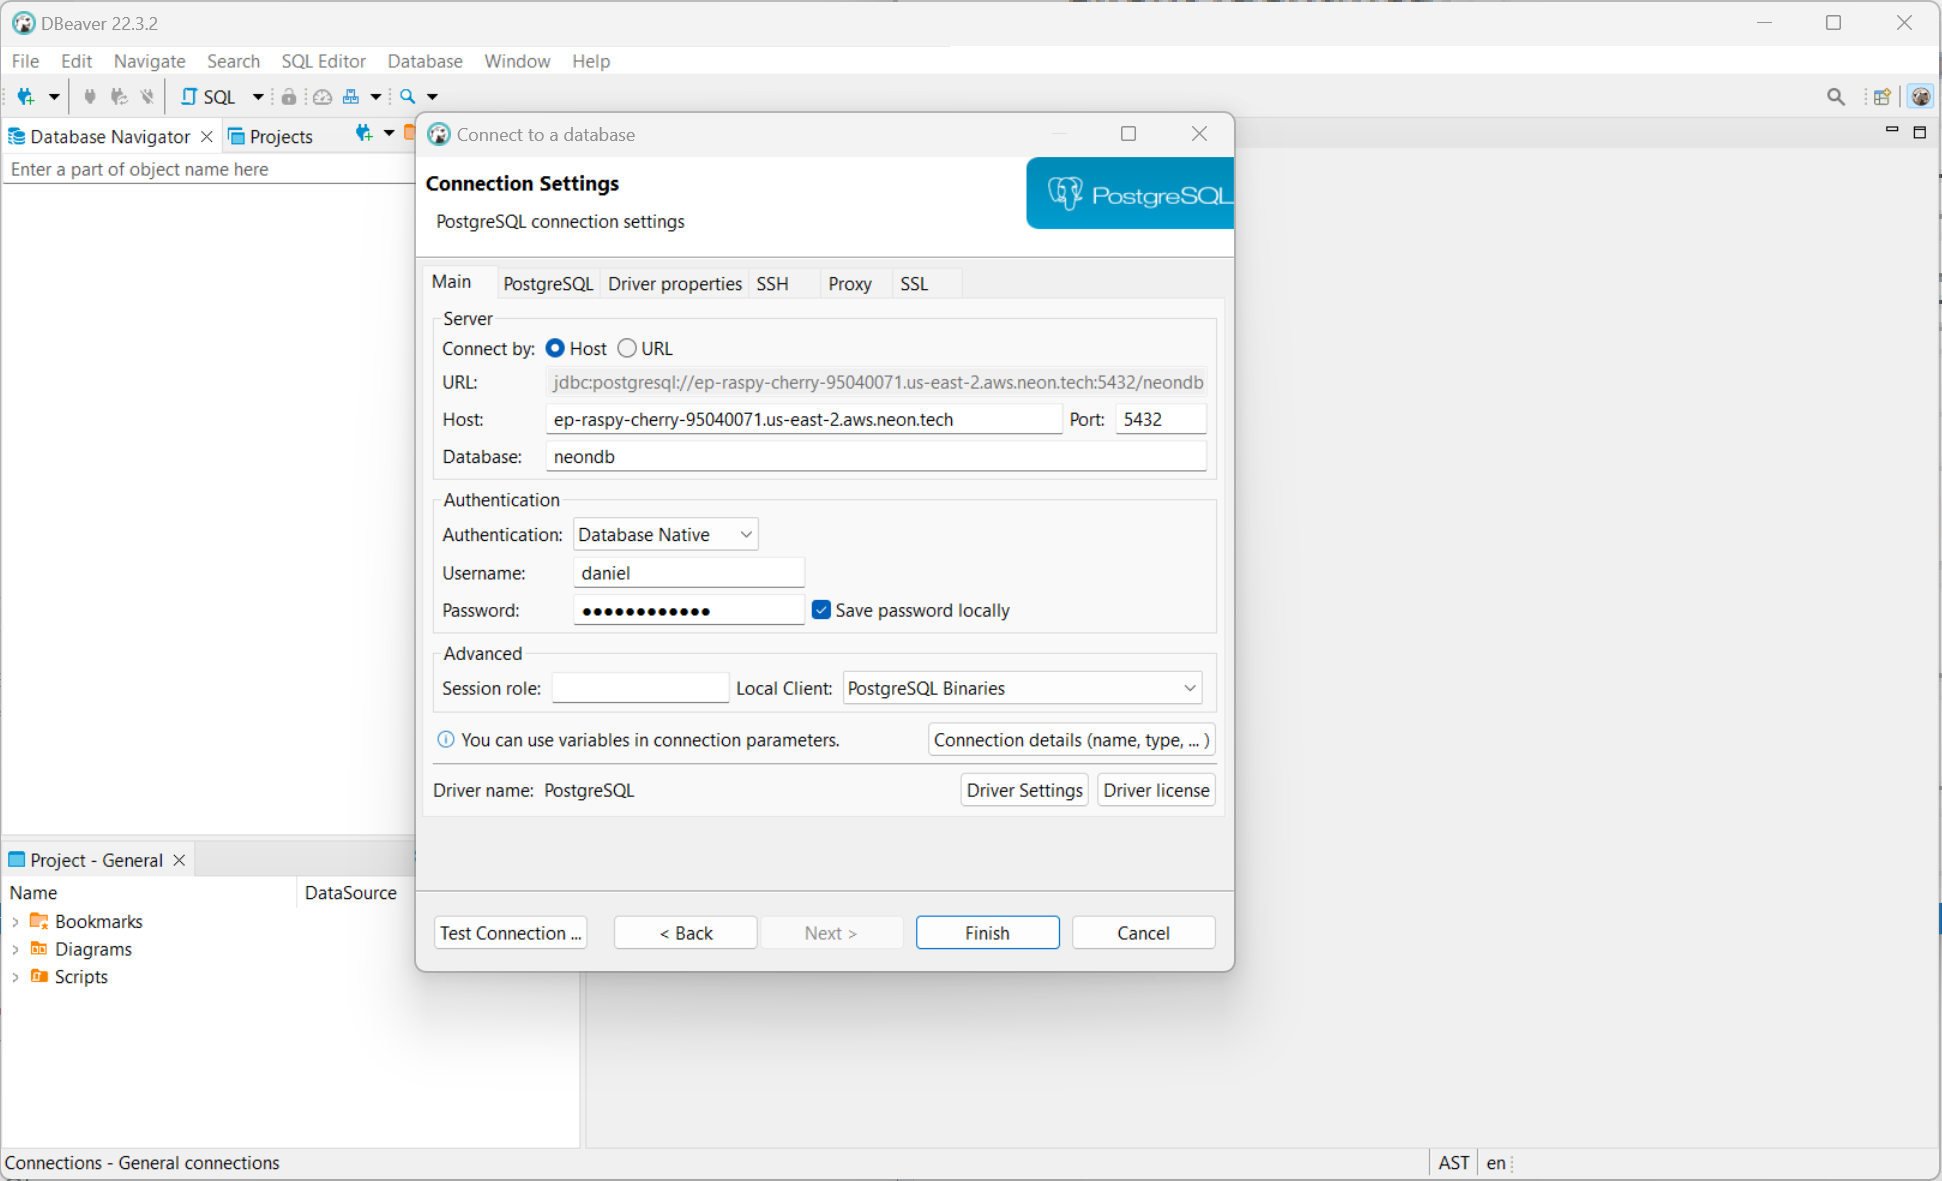 DBeaver 22.3.2
File Edit Navigate Search SQL Editor Database Window Help
SQL
Database Navigator Projects
Enter a part of object name here
Connect to a database
Connection Settings
PostgreSQL connection settings
PostgreSQL
Main PostgreSQL Driver properties SSH Proxy SSL
Server
Connect by: Host URL
URL: jdbc:postgresql://ep-raspy-cherry-95040071.us-east-2.aws.neon.tech:5432/neondb
Host: ep-raspy-cherry-95040071.us-east-2.aws.neon.tech Port: 5432
Database: neondb
Authentication
Authentication: Database Native
Username: daniel
Password: ●●●●●●●●●●●● Save password locally
Advanced
Session role: Local Client: PostgreSQL Binaries
You can use variables in connection parameters. Connection details (name, type, ... )
Driver name: PostgreSQL Driver Settings Driver license
Test Connection ... < Back Next > Finish Cancel
Project - General
Name DataSource
Bookmarks
Diagrams
Scripts
Connections - General connections
AST en